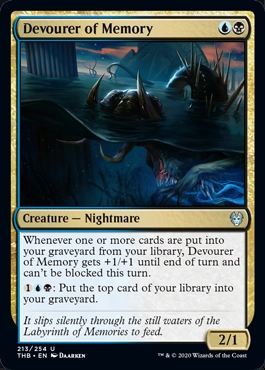 Devourer of Memory
Creature — Nightmare
Whenever one or more cards are put into
your graveyard from your library, Devourer
of Memory gets +1/+1 until end of turn and
can't be blocked this turn.
1: Put the top card of your library into
your graveyard.
It slips silently through the still waters of the
Labyrinth of Memories to feed.
2/1
213/254 U
THB • EN DAARKEN
™ & © 2020 Wizards of the Coast